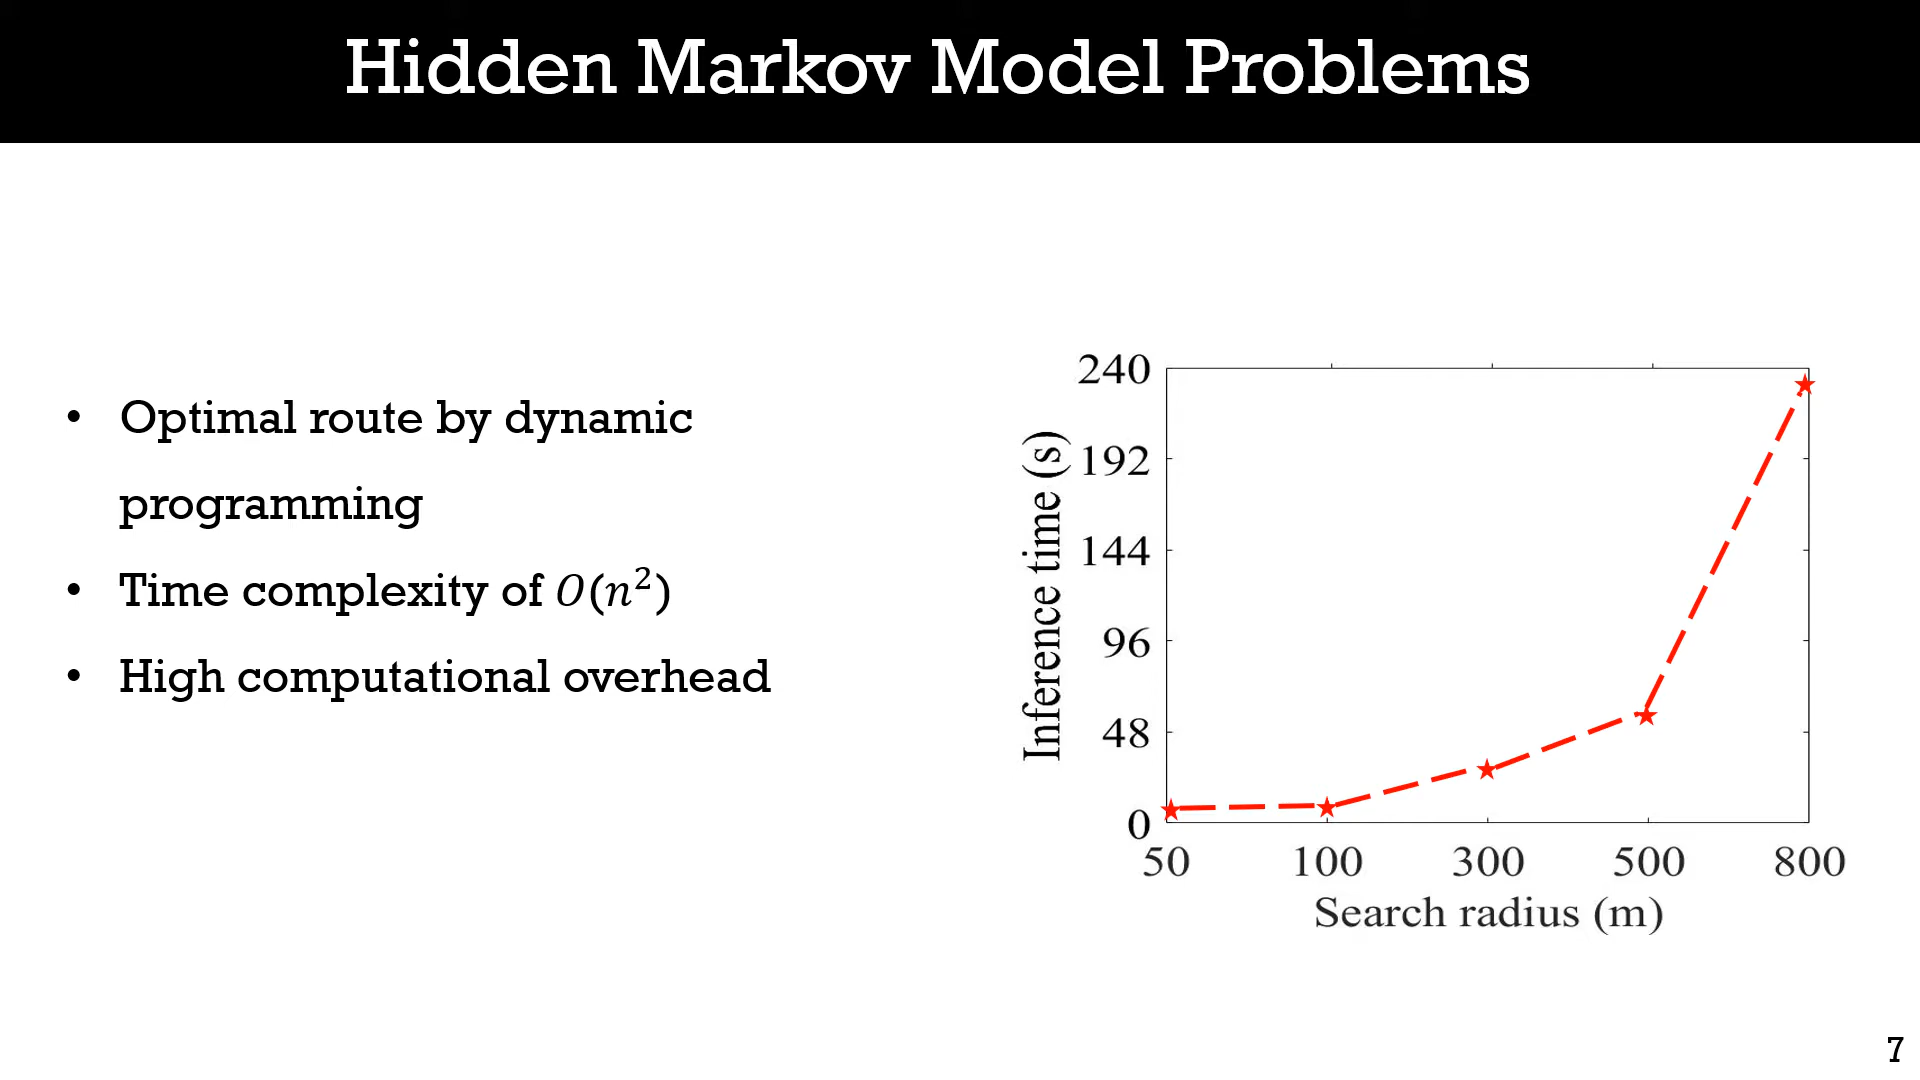 Hidden Markov Model Problems
• Optimal route by dynamic
programming
• Time complexity of O(n²)
• High computational overhead
Inference time (s)
240
192
144
96
48
0
50 100 300 500 800
Search radius (m)
7